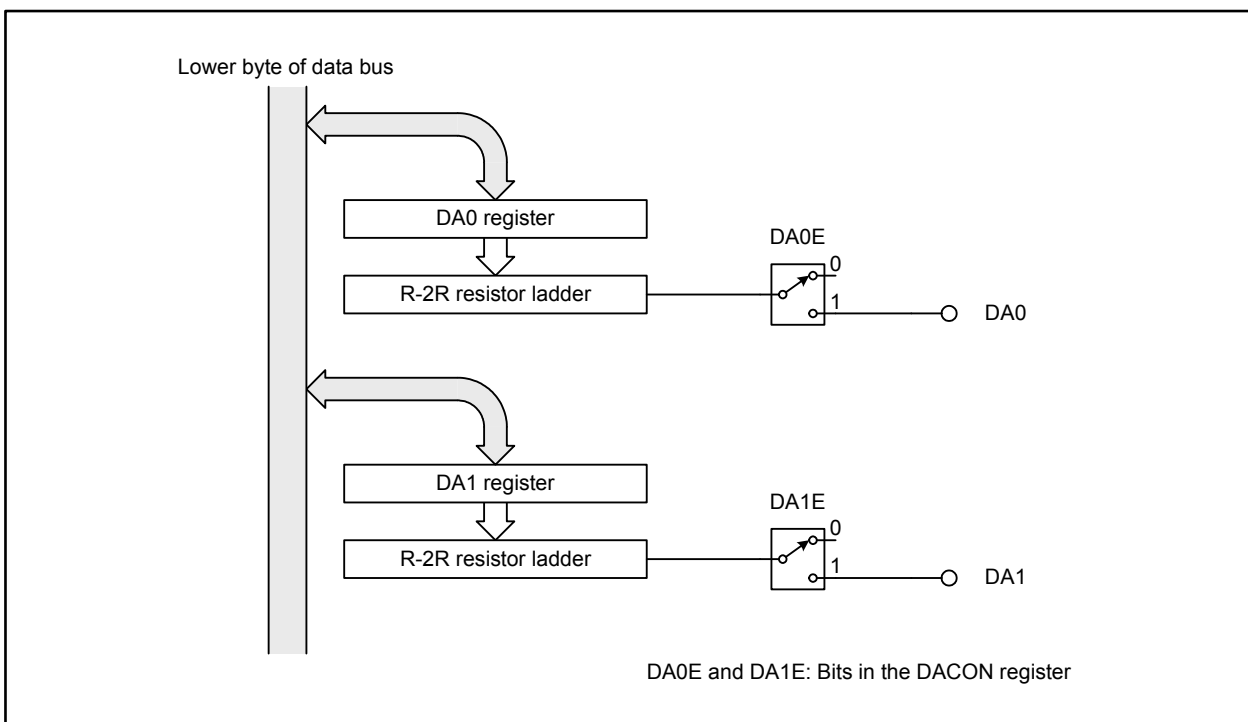 Lower byte of data bus
DA0 register
DA0E
0
R-2R resistor ladder
1
DA0
DA1 register
DA1E
0
R-2R resistor ladder
1
DA1
DA0E and DA1E: Bits in the DACON register